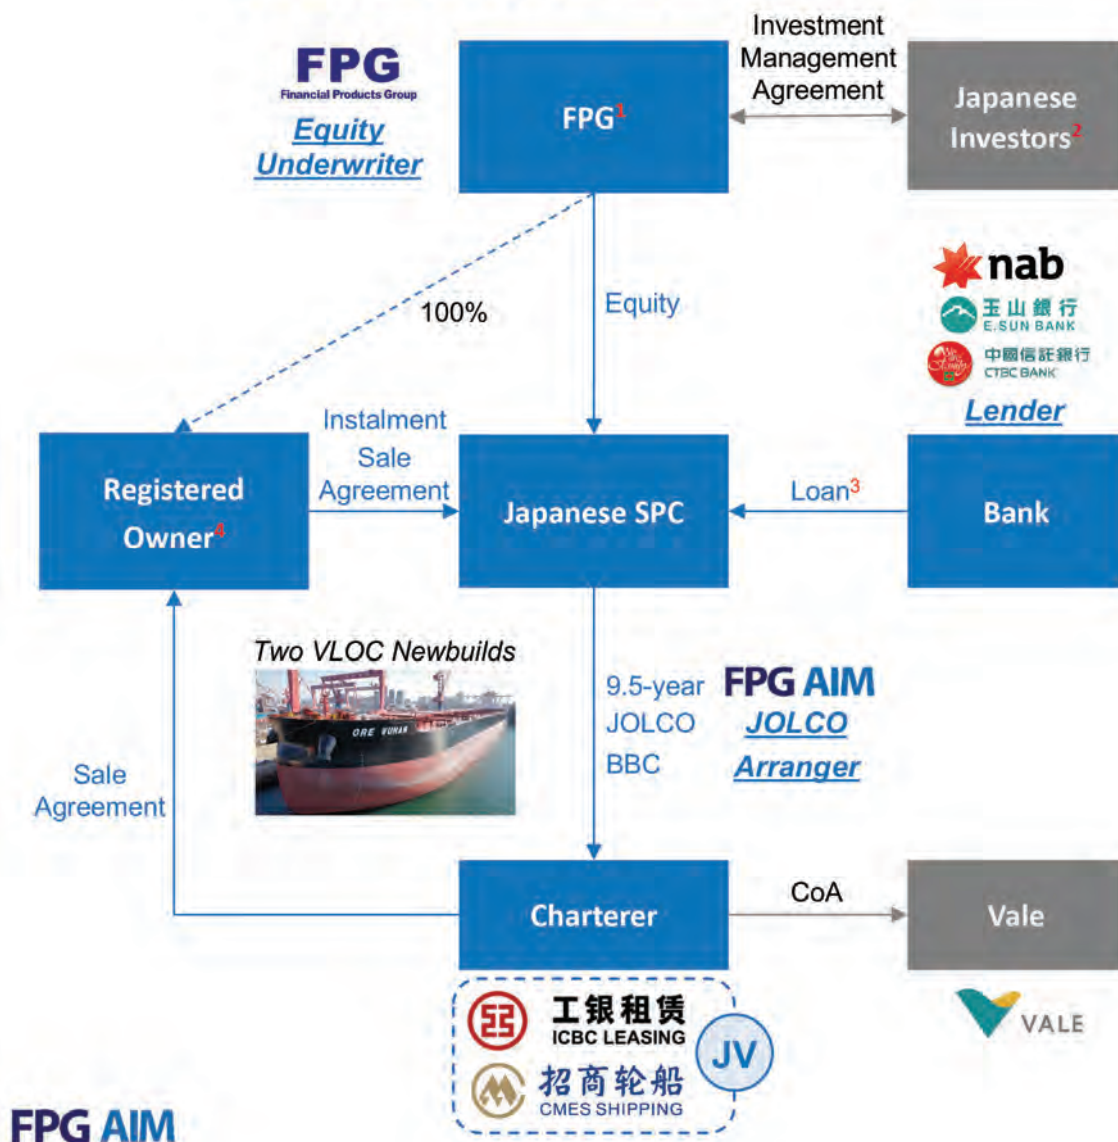 FPG
Financial Products Group
Equity
Underwriter
FPG1
Investment
Management
Agreement
Japanese
Investors2
100%
Equity
nab
玉山銀行
E.SUN BANK
We are Family
中國信託銀行
CTBC BANK
Lender
Registered
Owner4
Instalment
Sale
Agreement
Japanese SPC
Loan3
Bank
Two VLOC Newbuilds
ORE WUHAN
9.5-year
JOLCO
BBC
FPG AIM
JOLCO
Arranger
Sale
Agreement
Charterer
CoA
Vale
工银租赁
ICBC LEASING
招商轮船
CMES SHIPPING
JV
VALE
FPG AIM